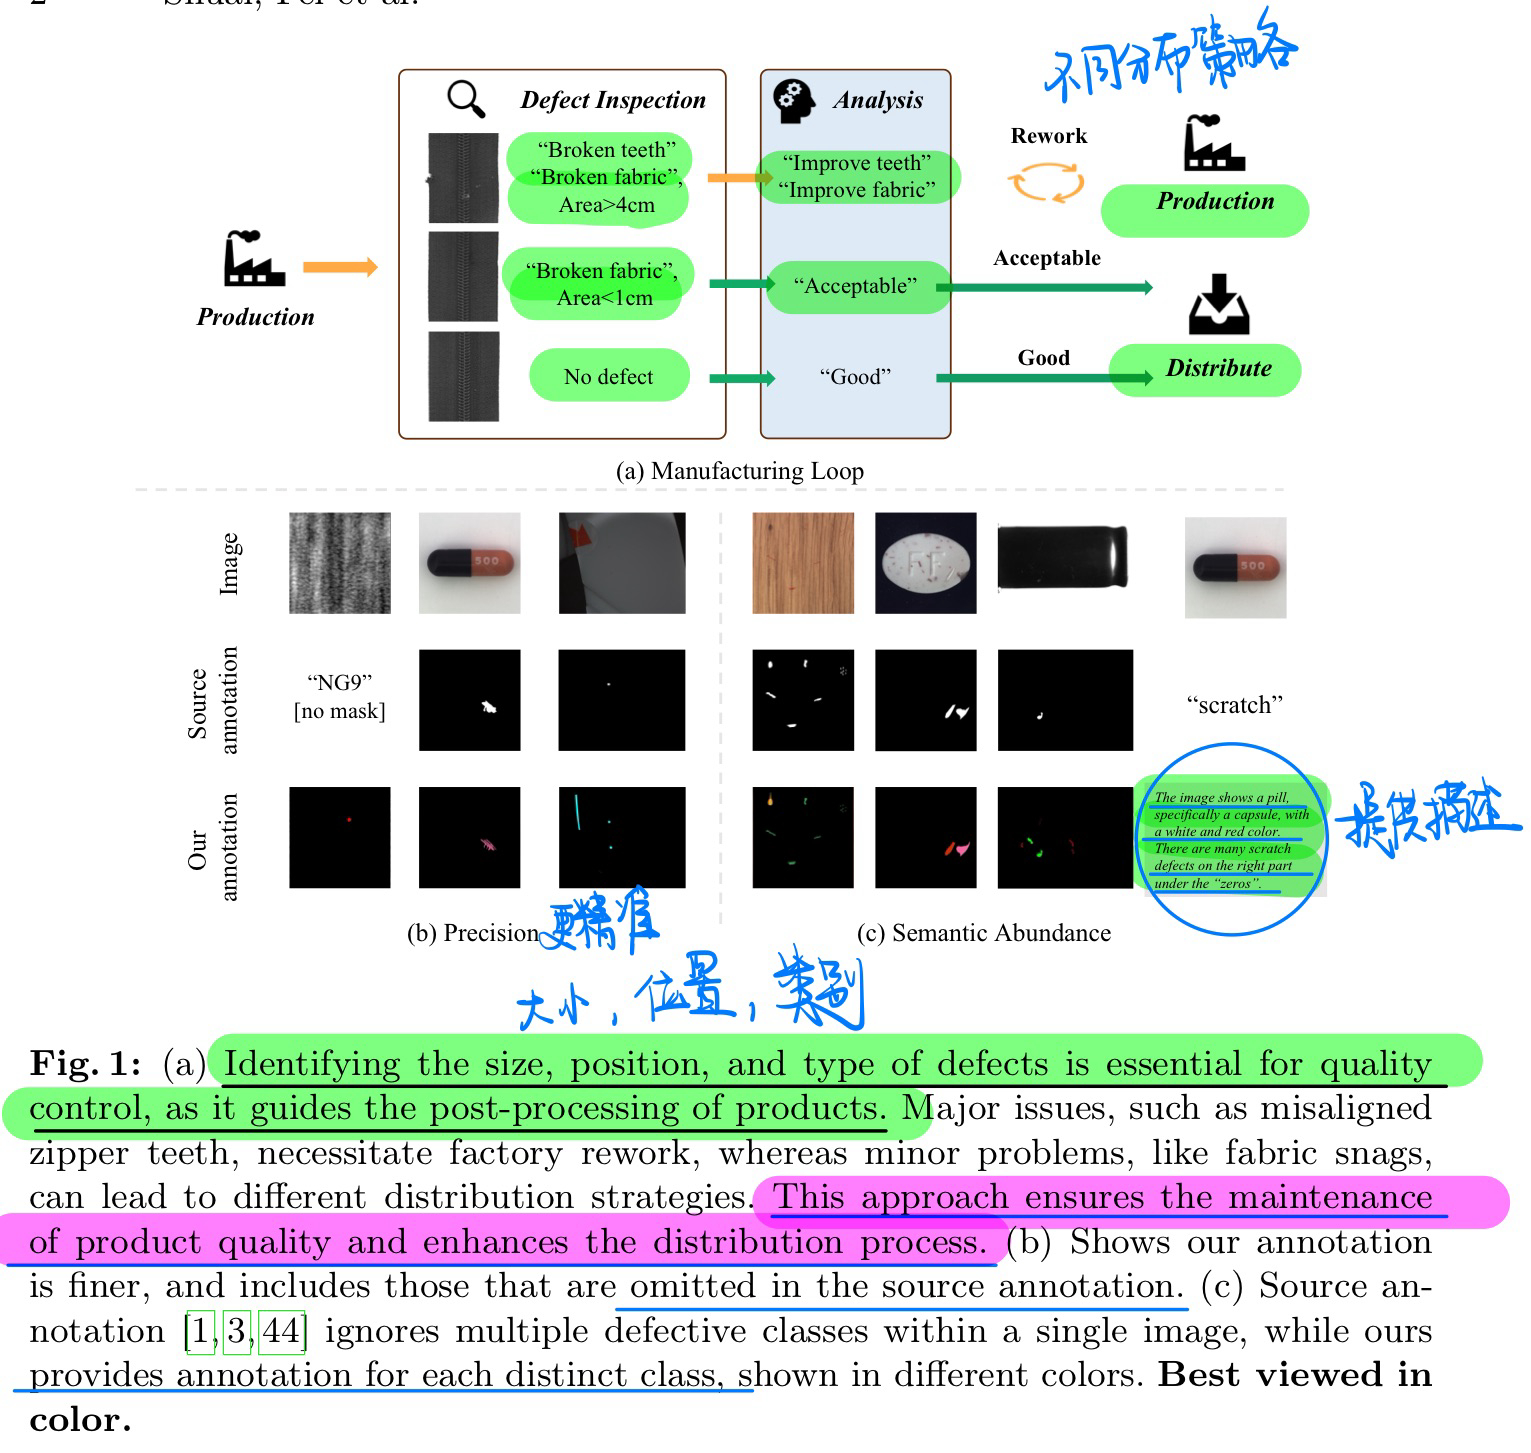 不同分布策略
Defect Inspection
Analysis
Rework
Production
“Broken teeth”
“Broken fabric”,
Area>4cm
“Improve teeth”
“Improve fabric”
Production
“Broken fabric”,
Area<1cm
“Acceptable”
Acceptable
No defect
“Good”
Good
Distribute
(a) Manufacturing Loop
Image
500
500
Source
annotation
“NG9”
[no mask]
“scratch”
Our
annotation
The image shows a pill,
specifically a capsule, with
a white and red color.
There are many scratch
defects on the right part
under the “zeros”.
提供描述
(b) Precision
更精准
(c) Semantic Abundance
大小，位置，类别
Fig. 1: (a) Identifying the size, position, and type of defects is essential for quality
control, as it guides the post-processing of products. Major issues, such as misaligned
zipper teeth, necessitate factory rework, whereas minor problems, like fabric snags,
can lead to different distribution strategies. This approach ensures the maintenance
of product quality and enhances the distribution process. (b) Shows our annotation
is finer, and includes those that are omitted in the source annotation. (c) Source an-
notation [1,3,44] ignores multiple defective classes within a single image, while ours
provides annotation for each distinct class, shown in different colors. Best viewed in
color.